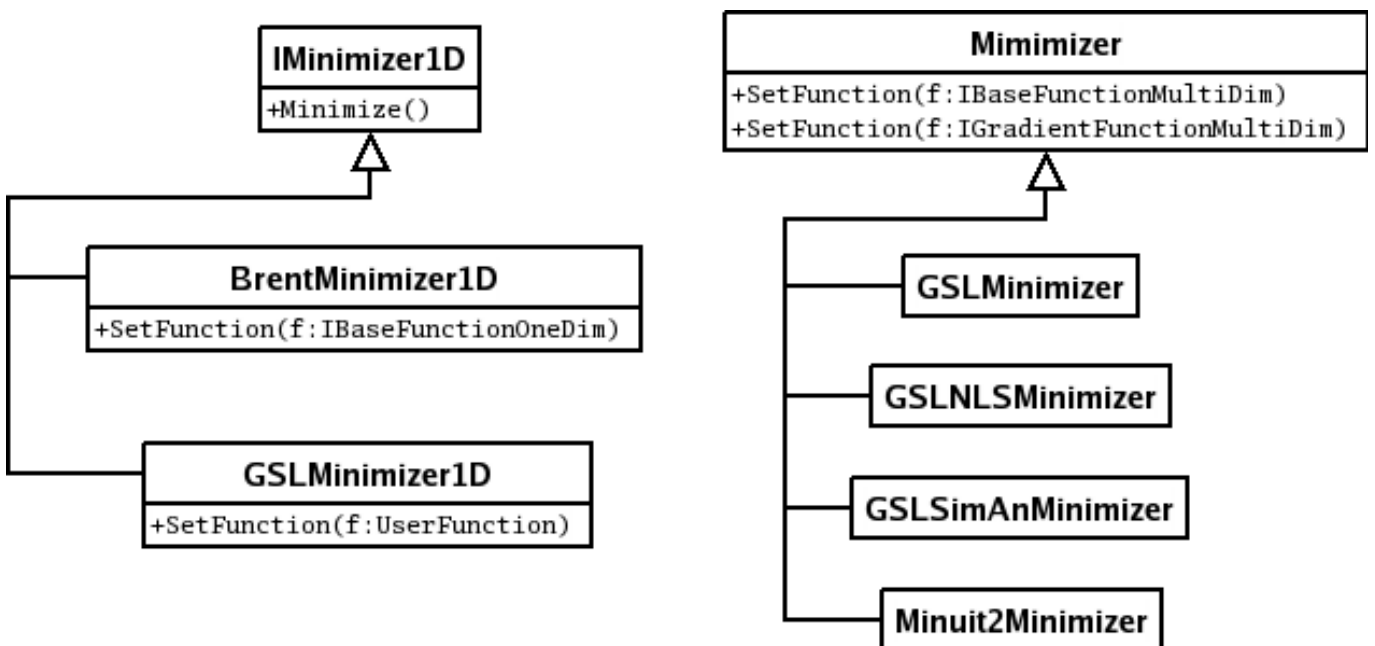 IMinimizer1D
+Minimize()
BrentMinimizer1D
+SetFunction(f:IBaseFunctionOneDim)
GSLMinimizer1D
+SetFunction(f:UserFunction)
Mimimizer
+SetFunction(f:IBaseFunctionMultiDim)
+SetFunction(f:IGradientFunctionMultiDim)
GSLMinimizer
GSLNLSMinimizer
GSLSimAnMinimizer
Minuit2Minimizer